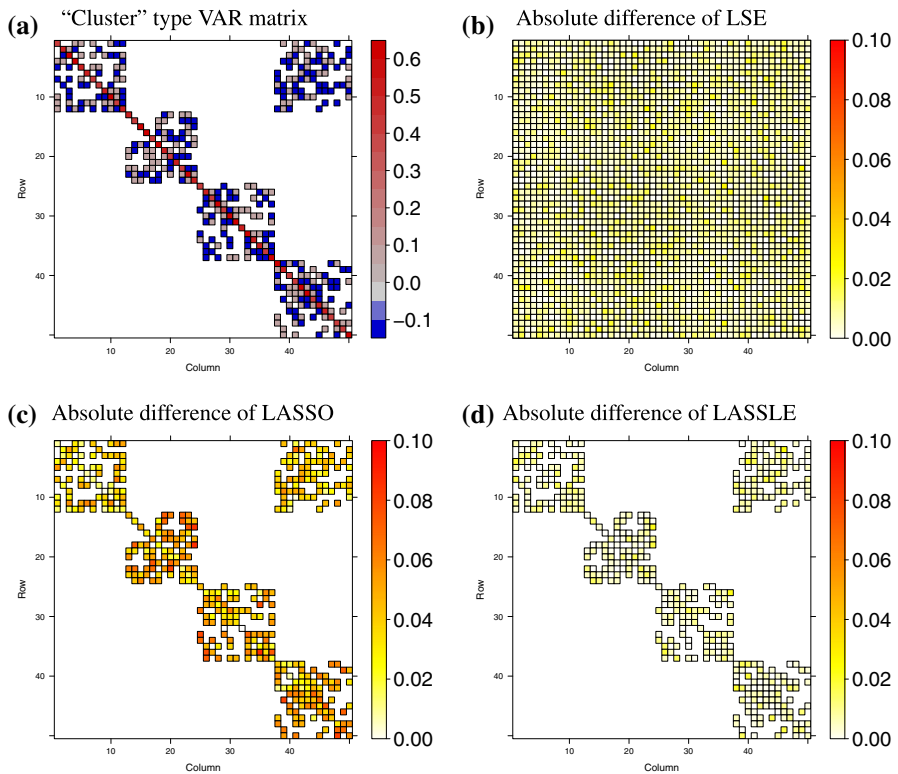 (a) “Cluster” type VAR matrix
Row
10
20
30
40
10 20 30 40
Column
0.6
0.5
0.4
0.3
0.2
0.1
0.0
−0.1
(b) Absolute difference of LSE
Row
10
20
30
40
10 20 30 40
Column
0.10
0.08
0.06
0.04
0.02
0.00
(c) Absolute difference of LASSO
Row
10
20
30
40
10 20 30 40
Column
0.10
0.08
0.06
0.04
0.02
0.00
(d) Absolute difference of LASSLE
Row
10
20
30
40
10 20 30 40
Column
0.10
0.08
0.06
0.04
0.02
0.00